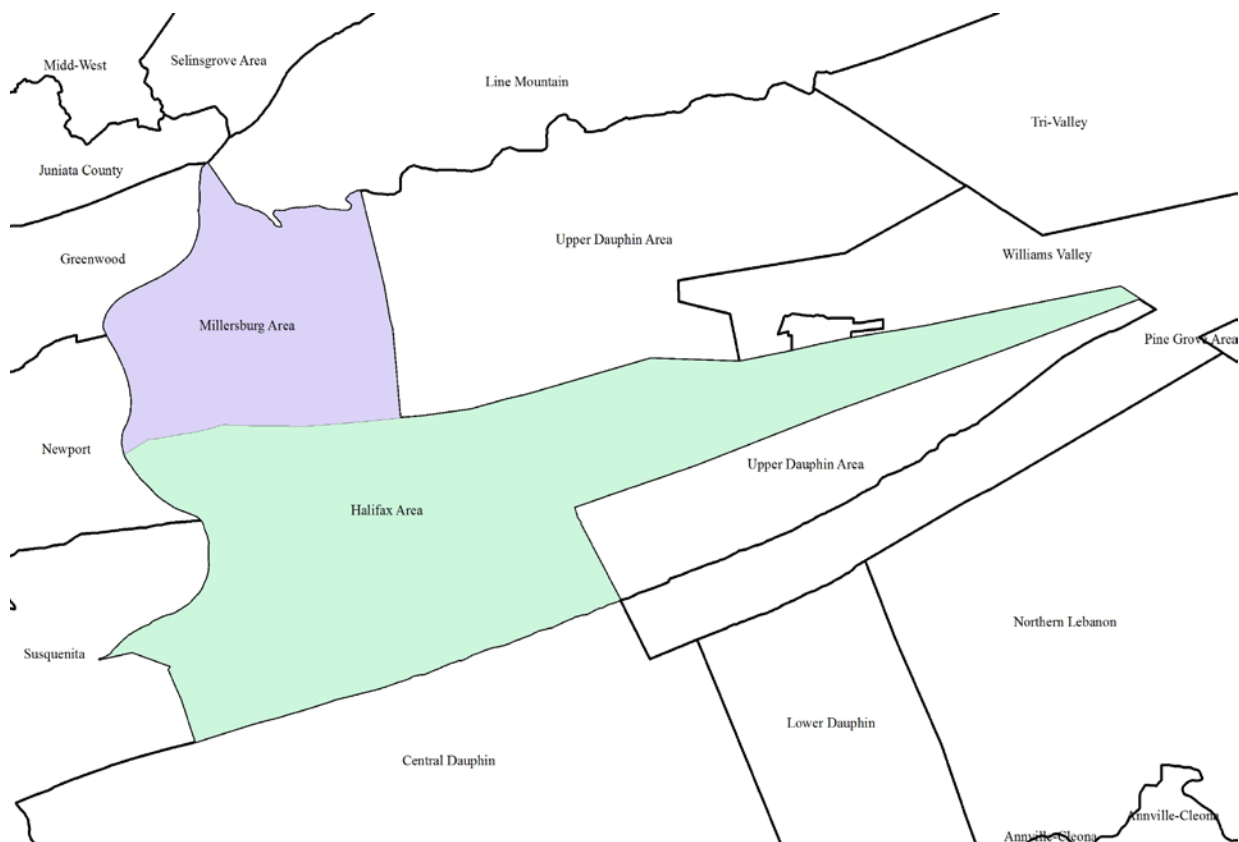 Selinsgrove Area
Midd-West
Line Mountain
Tri-Valley
Juniata County
Upper Dauphin Area
Greenwood
Williams Valley
Millersburg Area
Pine Grove Area
Newport
Upper Dauphin Area
Halifax Area
Northern Lebanon
Susquenita
Lower Dauphin
Central Dauphin
Annville-Cleona
Annville-Cleona